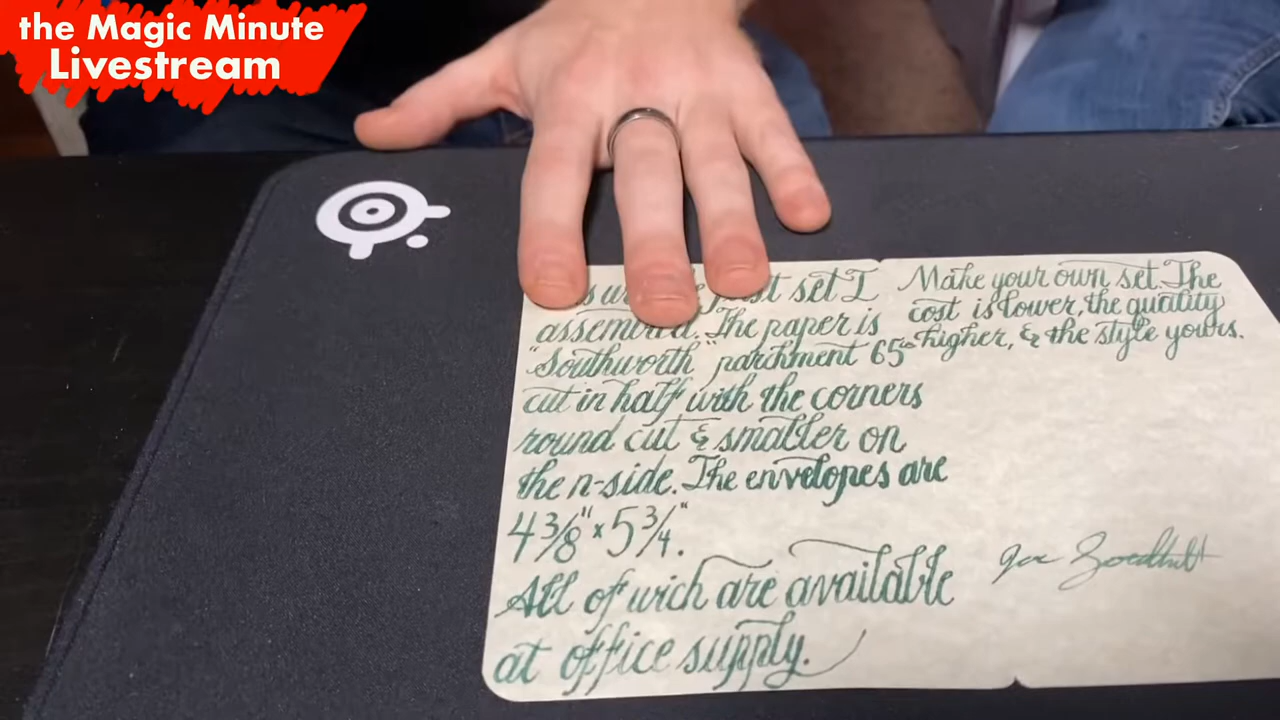 the Magic Minute
Livestream
set I
assembled. The paper is
"Southworth" parchment 65
cut in half with the corners
round cut & smaller on
the n-side. The envelopes are
4 3/8" x 5 3/4".
All of wich are available
at office supply.
Make your own set. The
cost is lower, the quality
higher, & the style yours.